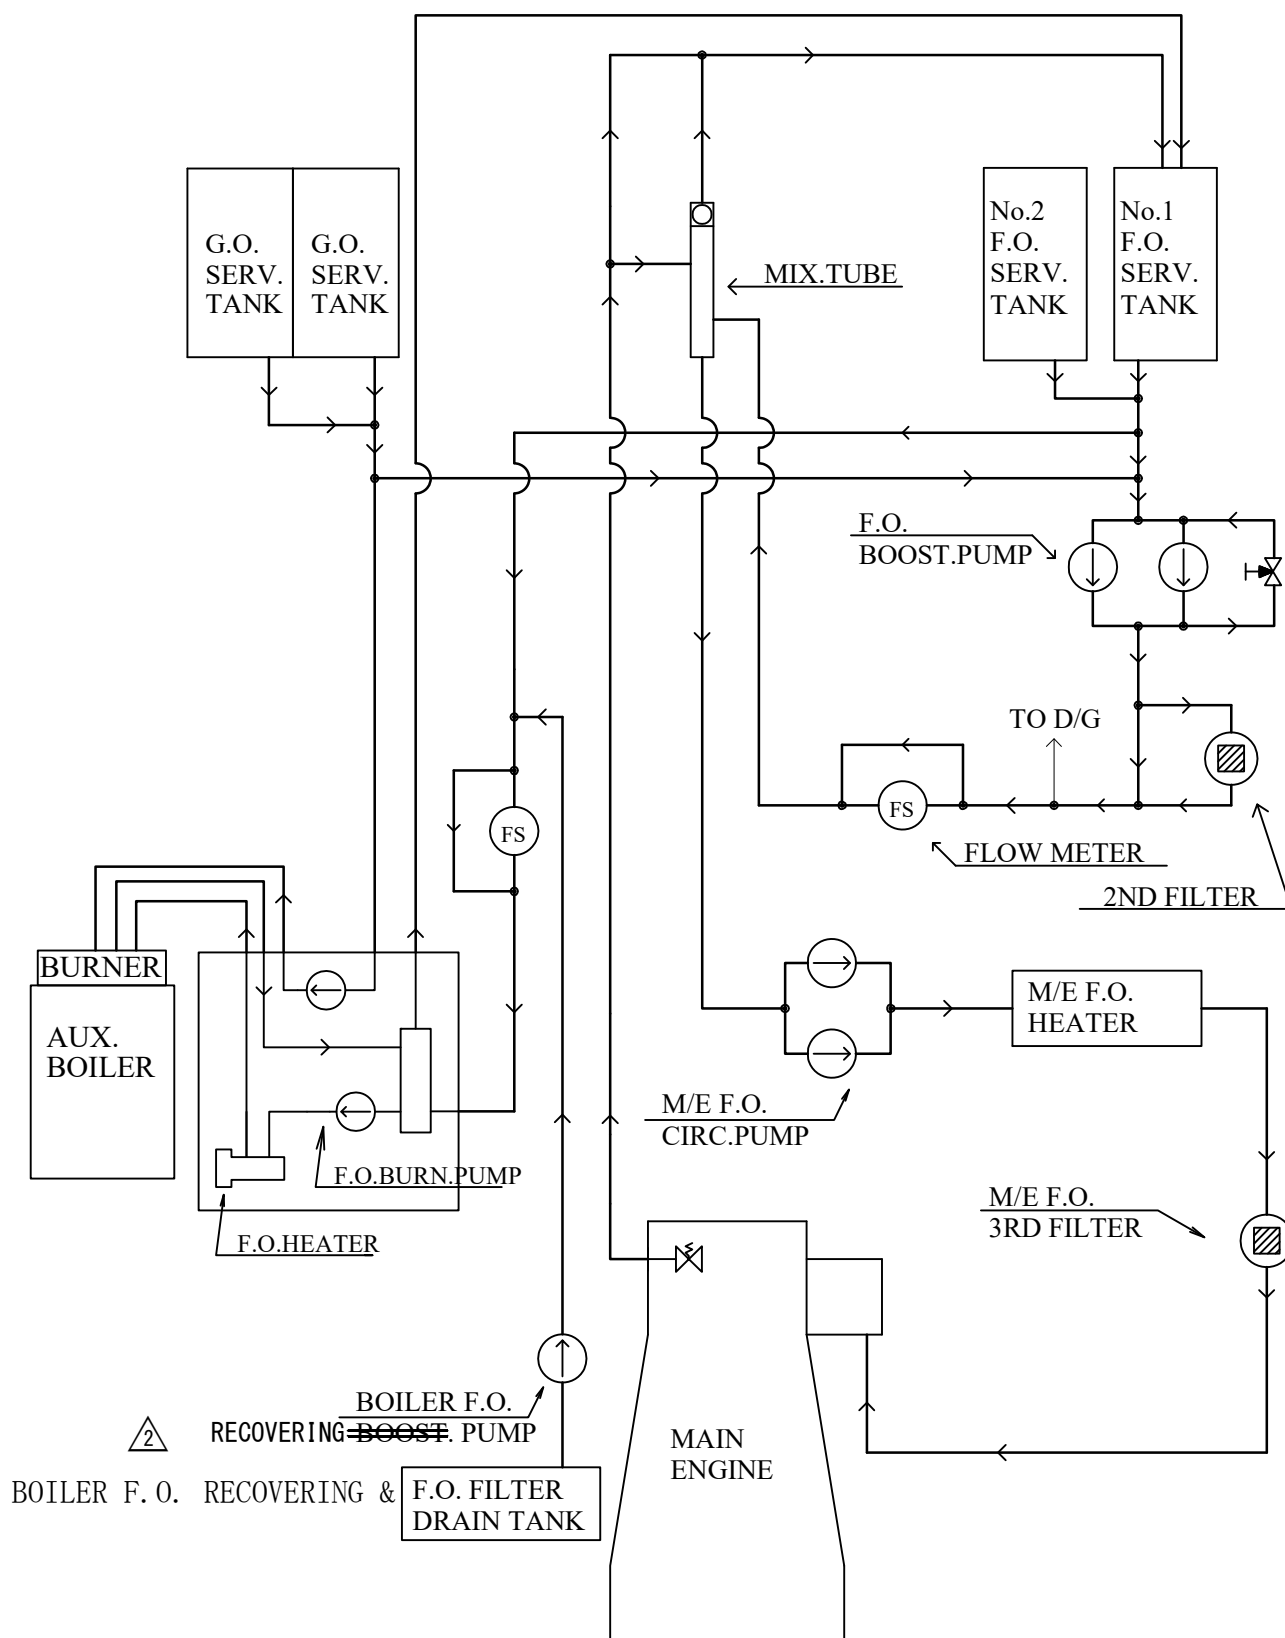 G.O.
SERV.
TANK
G.O.
SERV.
TANK
No.2
F.O.
SERV.
TANK
No.1
F.O.
SERV.
TANK
MIX.TUBE
F.O.
BOOST.PUMP
TO D/G
FS
FLOW METER
2ND FILTER
FS
BURNER
AUX.
BOILER
M/E F.O.
HEATER
M/E F.O.
CIRC.PUMP
F.O.BURN.PUMP
F.O.HEATER
M/E F.O.
3RD FILTER
BOILER F.O.
2
RECOVERING BOOST. PUMP
BOILER F.O. RECOVERING &
F.O. FILTER
DRAIN TANK
MAIN
ENGINE